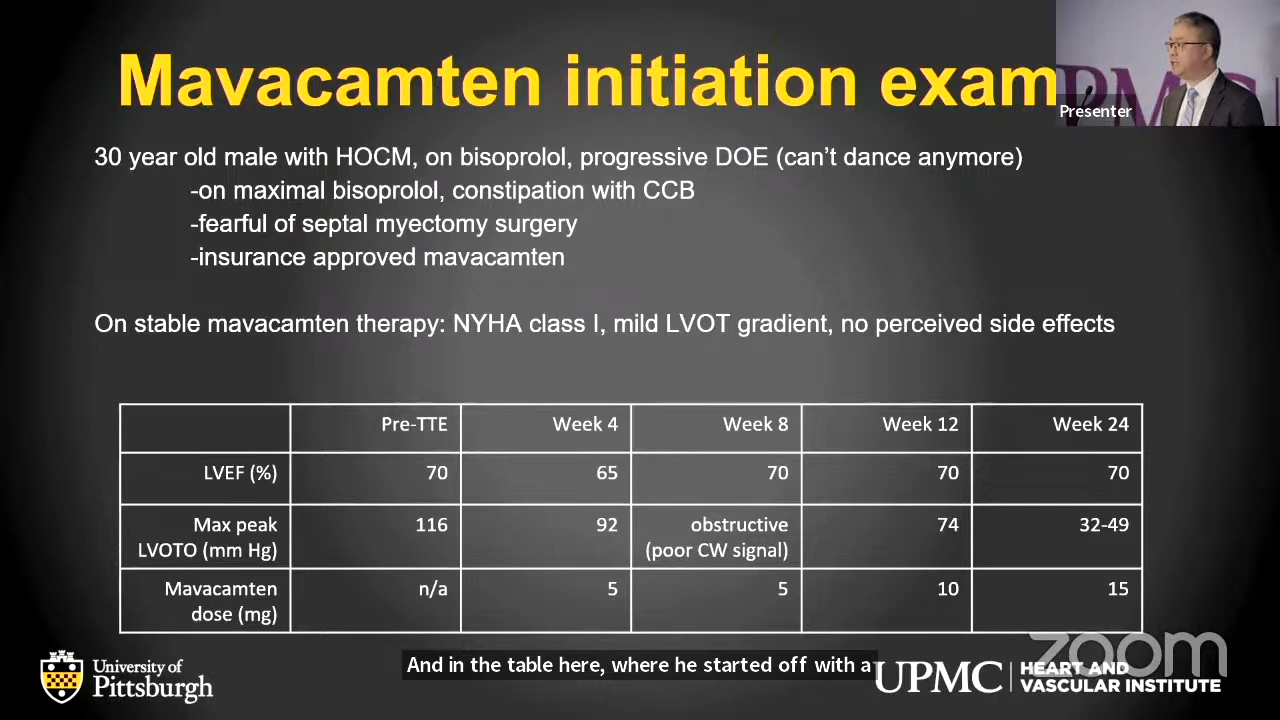 Mavacamten initiation exam
Presenter
30 year old male with HOCM, on bisoprolol, progressive DOE (can't dance anymore)
-on maximal bisoprolol, constipation with CCB
-fearful of septal myectomy surgery
-insurance approved mavacamten
On stable mavacamten therapy: NYHA class I, mild LVOT gradient, no perceived side effects
Pre-TTE Week 4 Week 8 Week 12 Week 24
LVEF (%) 70 65 70 70 70
Max peak LVOTO (mm Hg) 116 92 obstructive (poor CW signal) 74 32-49
Mavacamten dose (mg) n/a 5 5 10 15
And in the table here, where he started off with a
zoom
University of
Pittsburgh
UPMC
HEART AND
VASCULAR INSTITUTE